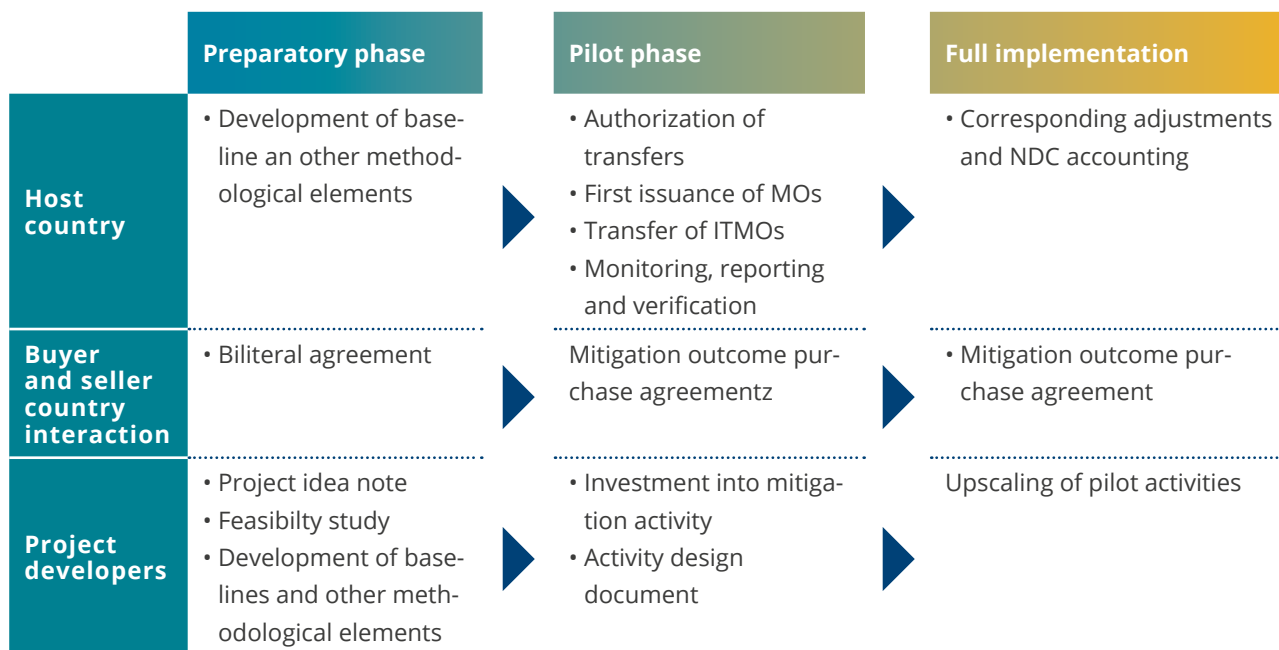 Preparatory phase
Pilot phase
Full implementation
Host
country
• Development of base-
line an other method-
ological elements
• Authorization of
transfers
• First issuance of MOs
• Transfer of ITMOs
• Monitoring, reporting
and verification
• Corresponding adjustments
and NDC accounting
Buyer
and seller
country
interaction
• Biliteral agreement
Mitigation outcome pur-
chase agreementz
• Mitigation outcome pur-
chase agreement
Project
developers
• Project idea note
• Feasibilty study
• Development of base-
lines and other meth-
odological elements
• Investment into mitiga-
tion activity
• Activity design
document
Upscaling of pilot activities